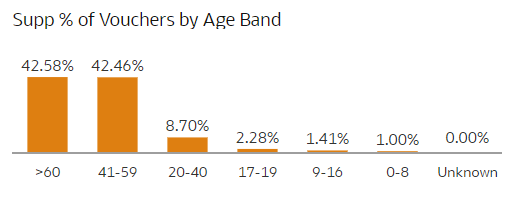 Supp % of Vouchers by Age Band
42.58% 42.46% 8.70% 2.28% 1.41% 1.00% 0.00%
>60 41-59 20-40 17-19 9-16 0-8 Unknown